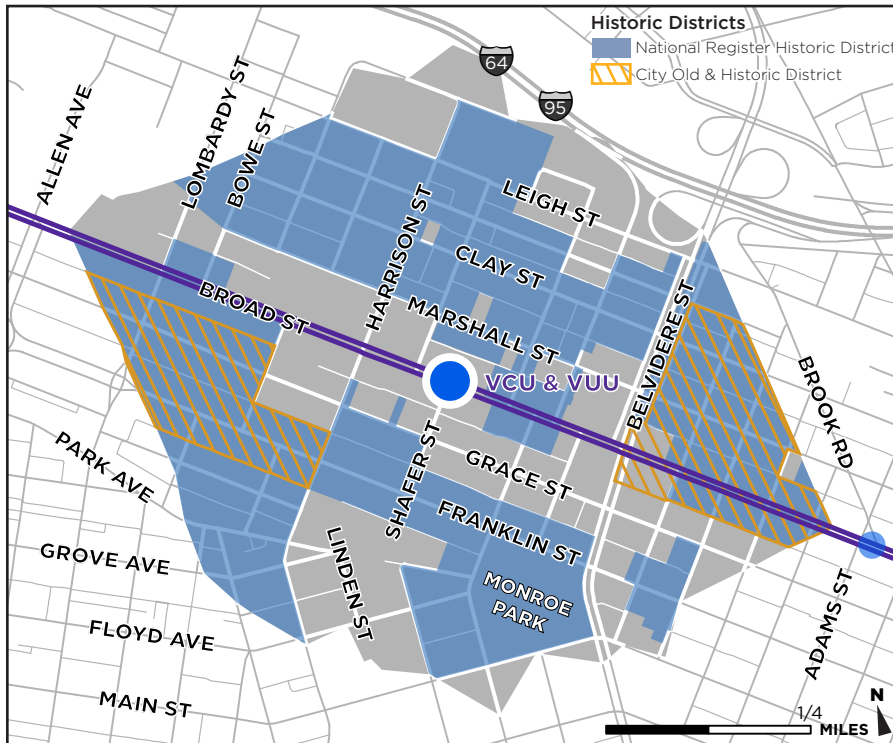 Historic Districts
National Register Historic District
City Old & Historic District
64
95
ALLEN AVE
LOMBARDY ST
BOWE ST
HARRISON ST
LEIGH ST
CLAY ST
MARSHALL ST
BROAD ST
BELVIDERE ST
VCU & VUU
BROOK RD
PARK AVE
SHAFER ST
GRACE ST
FRANKLIN ST
GROVE AVE
LINDEN ST
MONROE
PARK
FLOYD AVE
ADAMS ST
MAIN ST
1/4
MILES
N